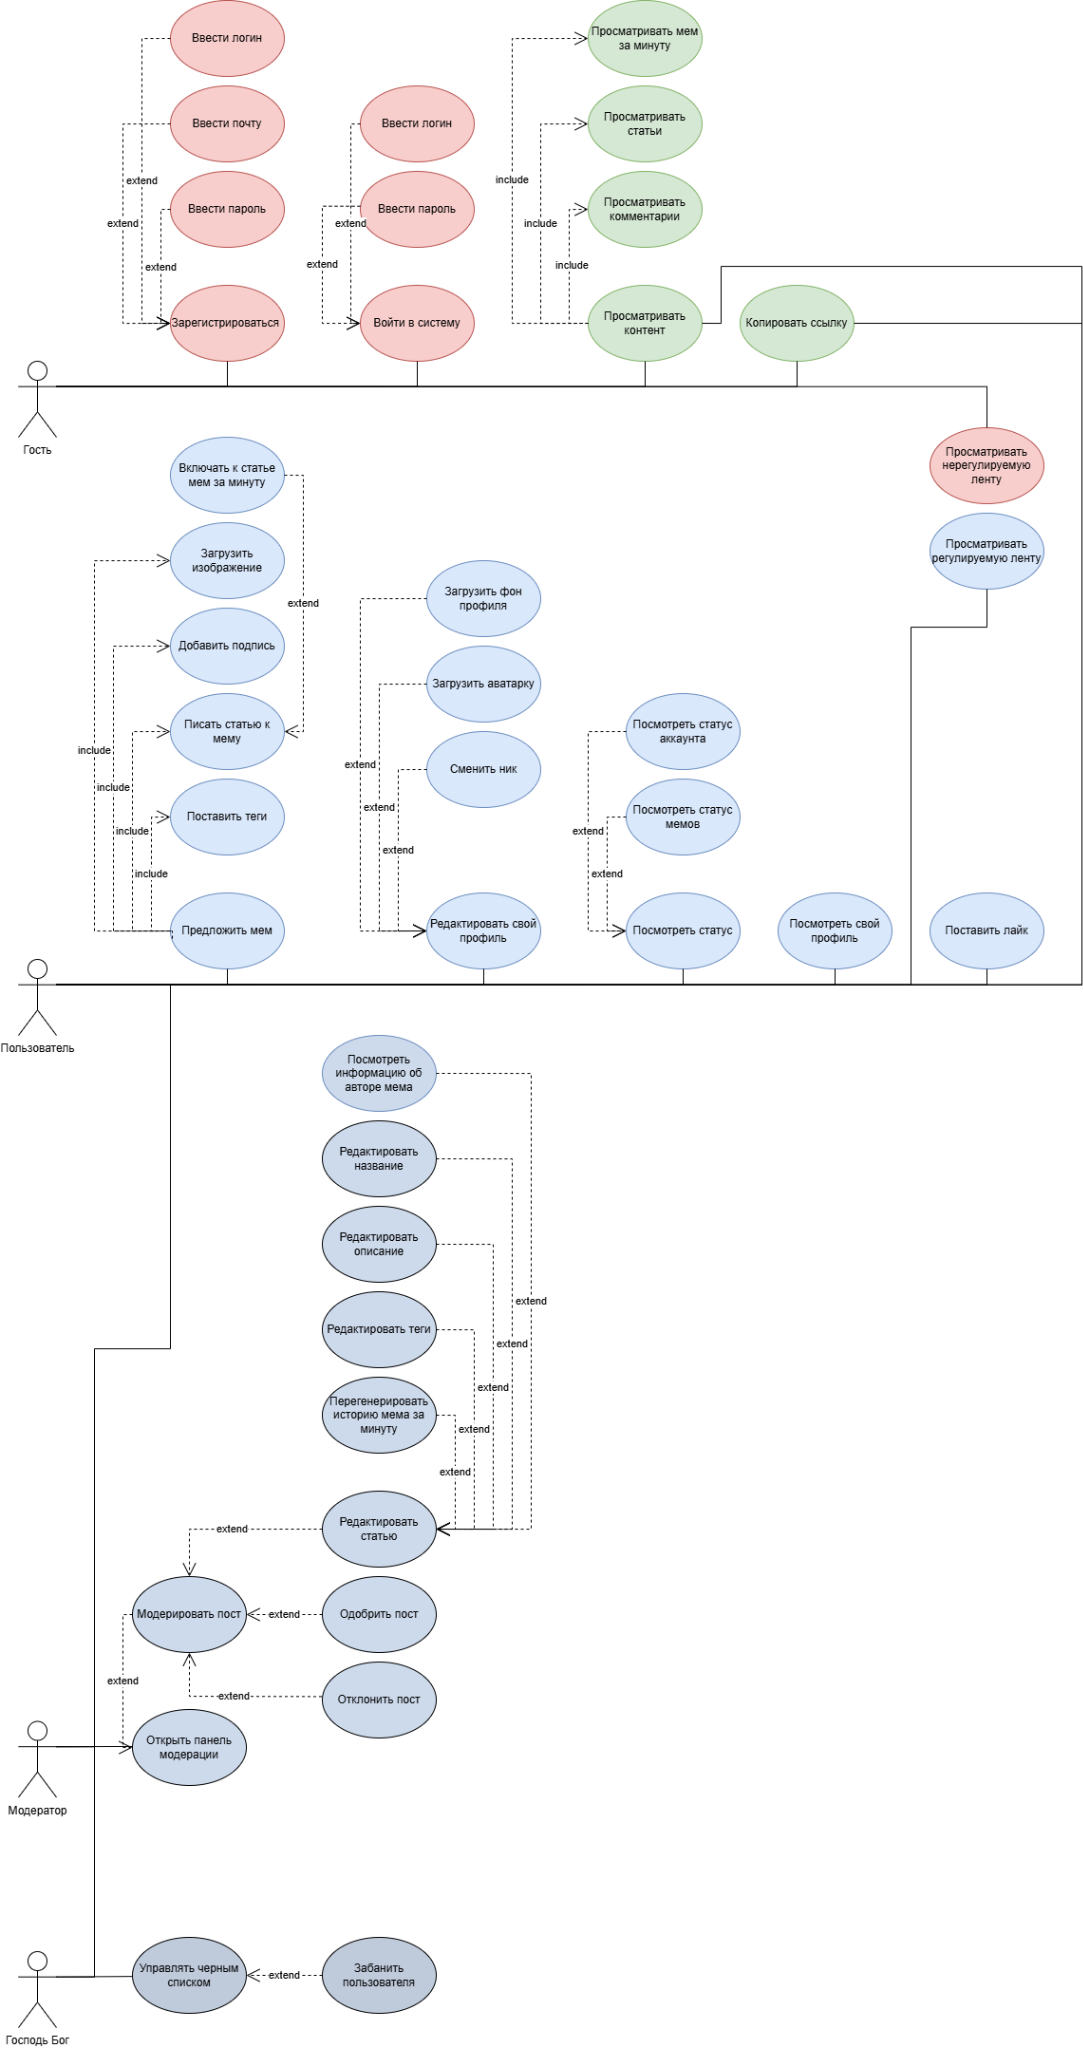 Ввести логин
Просматривать мем
за минуту
Ввести почту
Ввести логин
Просматривать
статьи
extend
include
Ввести пароль
Ввести пароль
Просматривать
комментарии
extend
extend
include
extend
extend
include
Зарегистрироваться
Войти в систему
Просматривать
контент
Копировать ссылку
Гость
Просматривать
нерегулируемую
ленту
Включать к статье
мем за минуту
Просматривать
регулируемую ленту
Загрузить
изображение
extend
Загрузить фон
профиля
Добавить подпись
Загрузить аватарку
Писать статью к
мему
Посмотреть статус
аккаунта
include
extend
Сменить ник
include
extend
Поставить теги
Посмотреть статус
мемов
include
extend
extend
include
extend
Предложить мем
Редактировать свой
профиль
Посмотреть статус
Посмотреть свой
профиль
Поставить лайк
Пользователь
Посмотреть
информацию об
авторе мема
Редактировать
название
Редактировать
описание
extend
Редактировать теги
extend
extend
Перегенерировать
историю мема за
минуту
extend
extend
Редактировать
статью
extend
Модерировать пост
extend
Одобрить пост
extend
extend
Отклонить пост
Открыть панель
модерации
Модератор
Управлять черным
списком
extend
Забанить
пользователя
Господь Бог